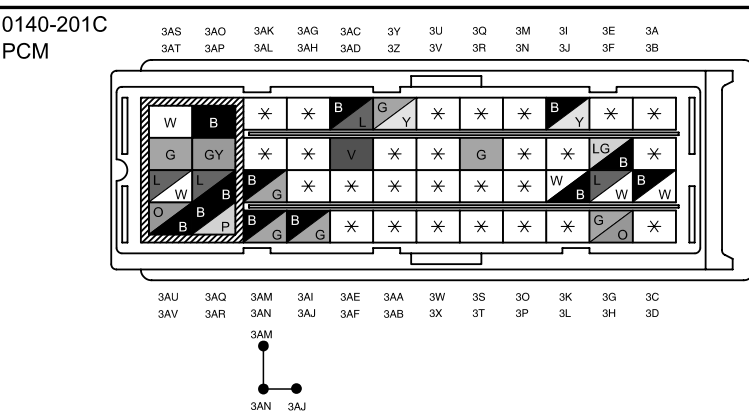 0140-201C
PCM
3AS 3AO 3AK 3AG 3AC 3Y 3U 3Q 3M 3I 3E 3A
3AT 3AP 3AL 3AH 3AD 3Z 3V 3R 3N 3J 3F 3B
W B * * B L G Y * * * B Y * *
G GY * * V * * G * * LG B *
L W L B B G * * * * * * W B L W B W
O B B P B G B G * * * * * * G O *
3AU 3AQ 3AM 3AI 3AE 3AA 3W 3S 3O 3K 3G 3C
3AV 3AR 3AN 3AJ 3AF 3AB 3X 3T 3P 3L 3H 3D
3AM
3AN 3AJ